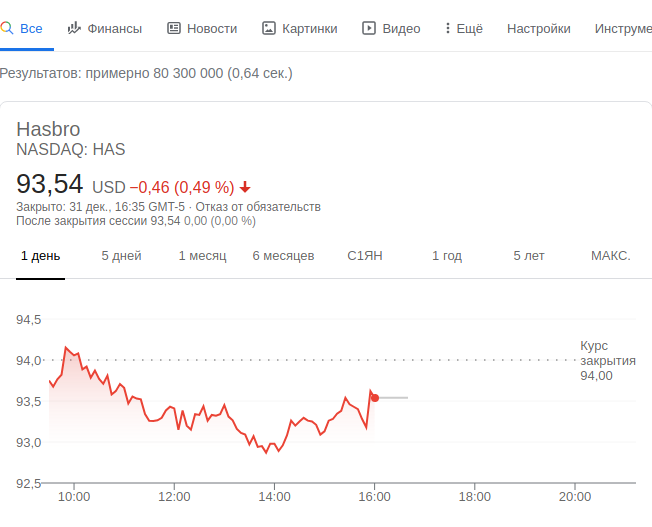 Все Финансы Новости Картинки Видео Ещё Настройки Инструме
Результатов: примерно 80 300 000 (0,64 сек.)
Hasbro
NASDAQ: HAS
93,54 USD −0,46 (0,49 %)
Закрыто: 31 дек., 16:35 GMT-5 · Отказ от обязательств
После закрытия сессии 93,54 0,00 (0,00 %)
1 день 5 дней 1 месяц 6 месяцев С1ЯН 1 год 5 лет МАКС.
94,5
94,0
93,5
93,0
92,5
Курс
закрытия
94,00
10:00 12:00 14:00 16:00 18:00 20:00